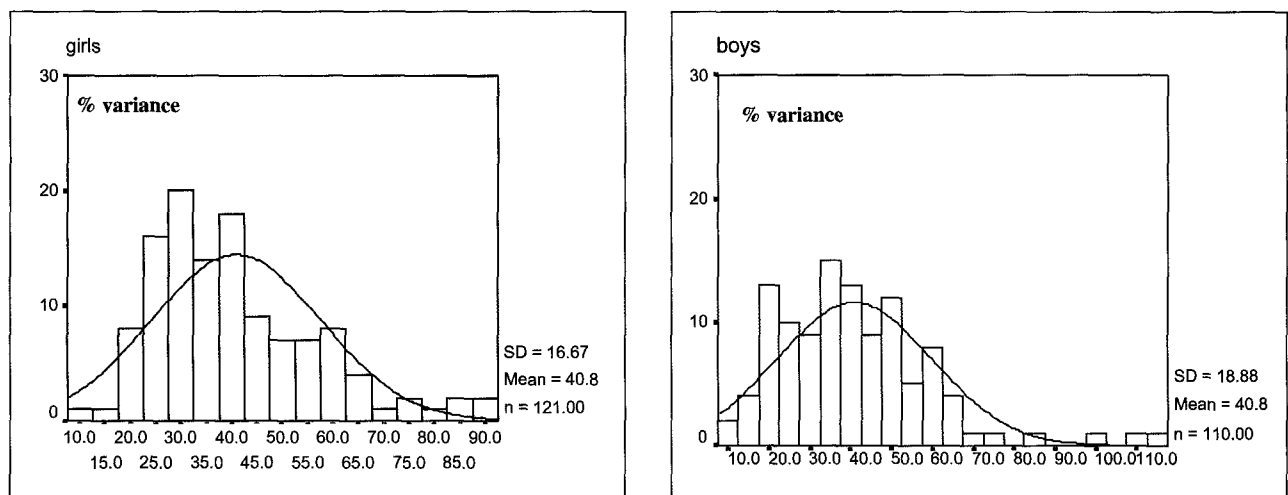 girls
30
% variance
20
10
0
SD = 16.67
Mean = 40.8
n = 121.00
10.0 20.0 30.0 40.0 50.0 60.0 70.0 80.0 90.0
15.0 25.0 35.0 45.0 55.0 65.0 75.0 85.0
boys
30
% variance
20
10
0
SD = 18.88
Mean = 40.8
n = 110.00
10.0 20.0 30.0 40.0 50.0 60.0 70.0 80.0 90.0 100.0 110.0